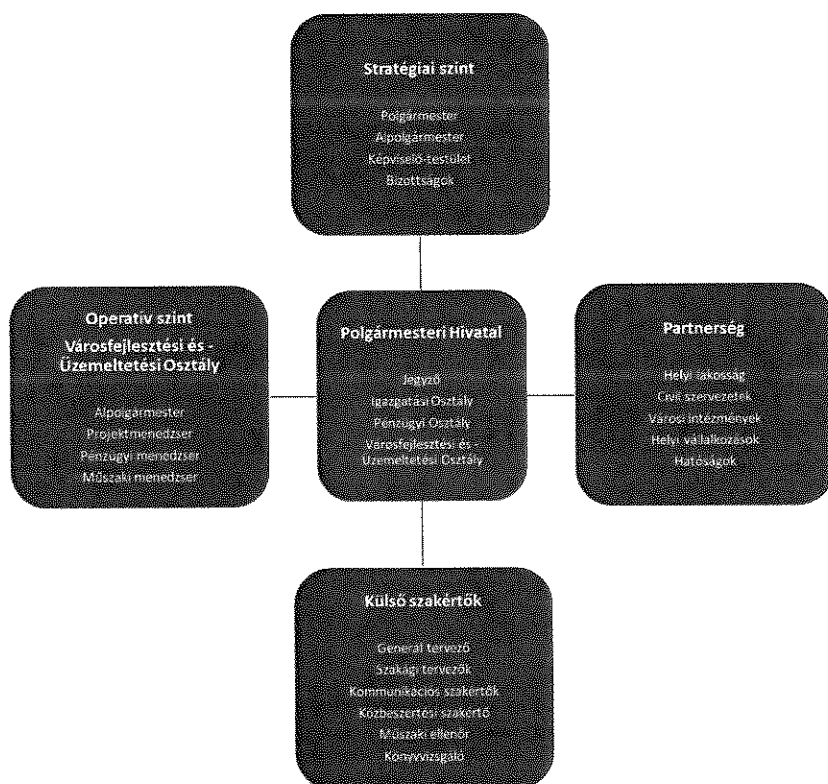 Stratégiai szint
Polgármester
Alpolgármester
Képviselő-testület
Bizottságok
Operatív szint
Városfejlesztési és -
Üzemeltetési Osztály
Alpolgármester
Projektmenedzser
Pénzügyi menedzser
Műszaki menedzser
Polgármesteri Hivatal
Jegyző
Igazgatási Osztály
Pénzügyi Osztály
Városfejlesztési és -
Üzemeltetési Osztály
Partnerség
Helyi lakosság
Civil szervezetek
Városi intézmények
Helyi vállalkozások
Hatóságok
Külső szakértők
Generál tervező
Szakági tervezők
Kommunikációs szakértők
Közbeszerzési szakértő
Műszaki ellenőr
Könyvvizsgáló